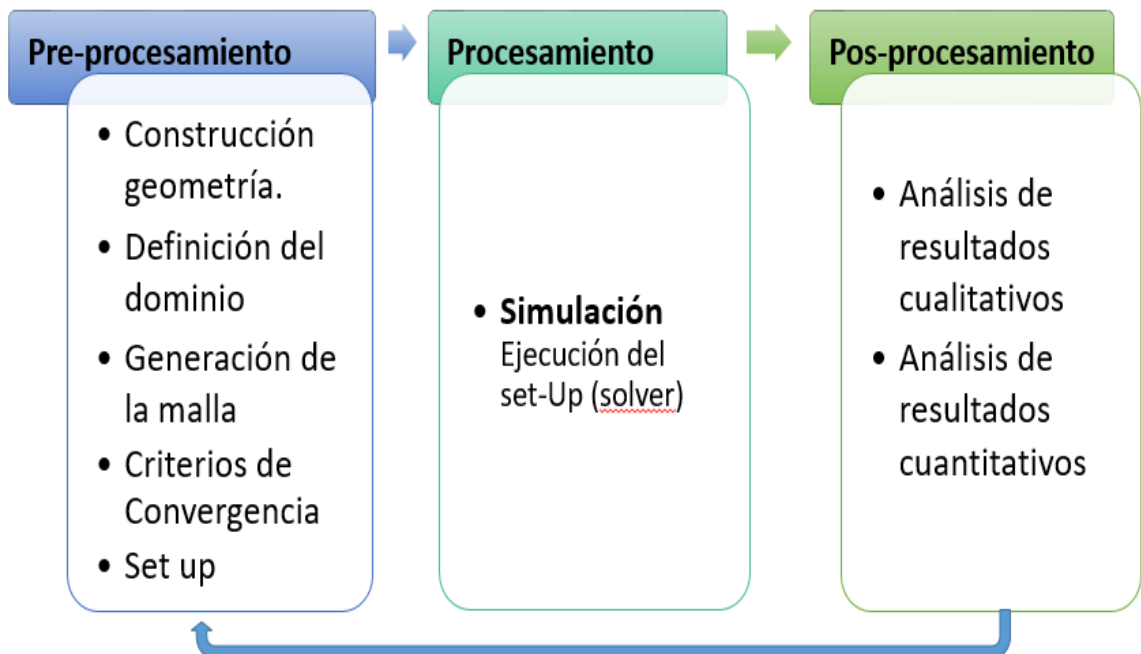 Pre-procesamiento
• Construcción
geometría.
• Definición del
dominio
• Generación de
la malla
• Criterios de
Convergencia
• Set up
Procesamiento
• Simulación
Ejecución del
set-Up (solver)
Pos-procesamiento
• Análisis de
resultados
cualitativos
• Análisis de
resultados
cuantitativos